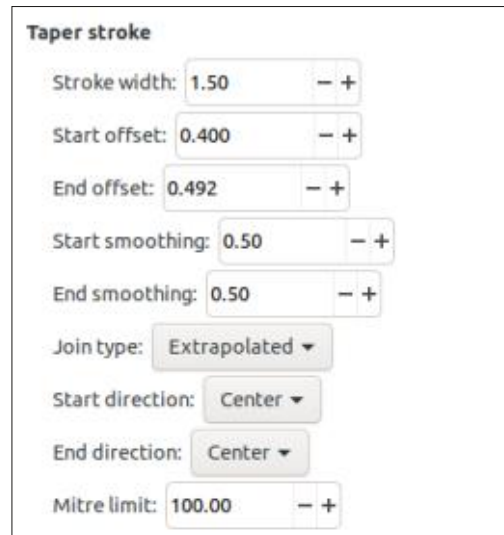 Taper stroke
Stroke width: 1.50 − +
Start offset: 0.400 − +
End offset: 0.492 − +
Start smoothing: 0.50 − +
End smoothing: 0.50 − +
Join type: Extrapolated
Start direction: Center
End direction: Center
Mitre limit: 100.00 − +